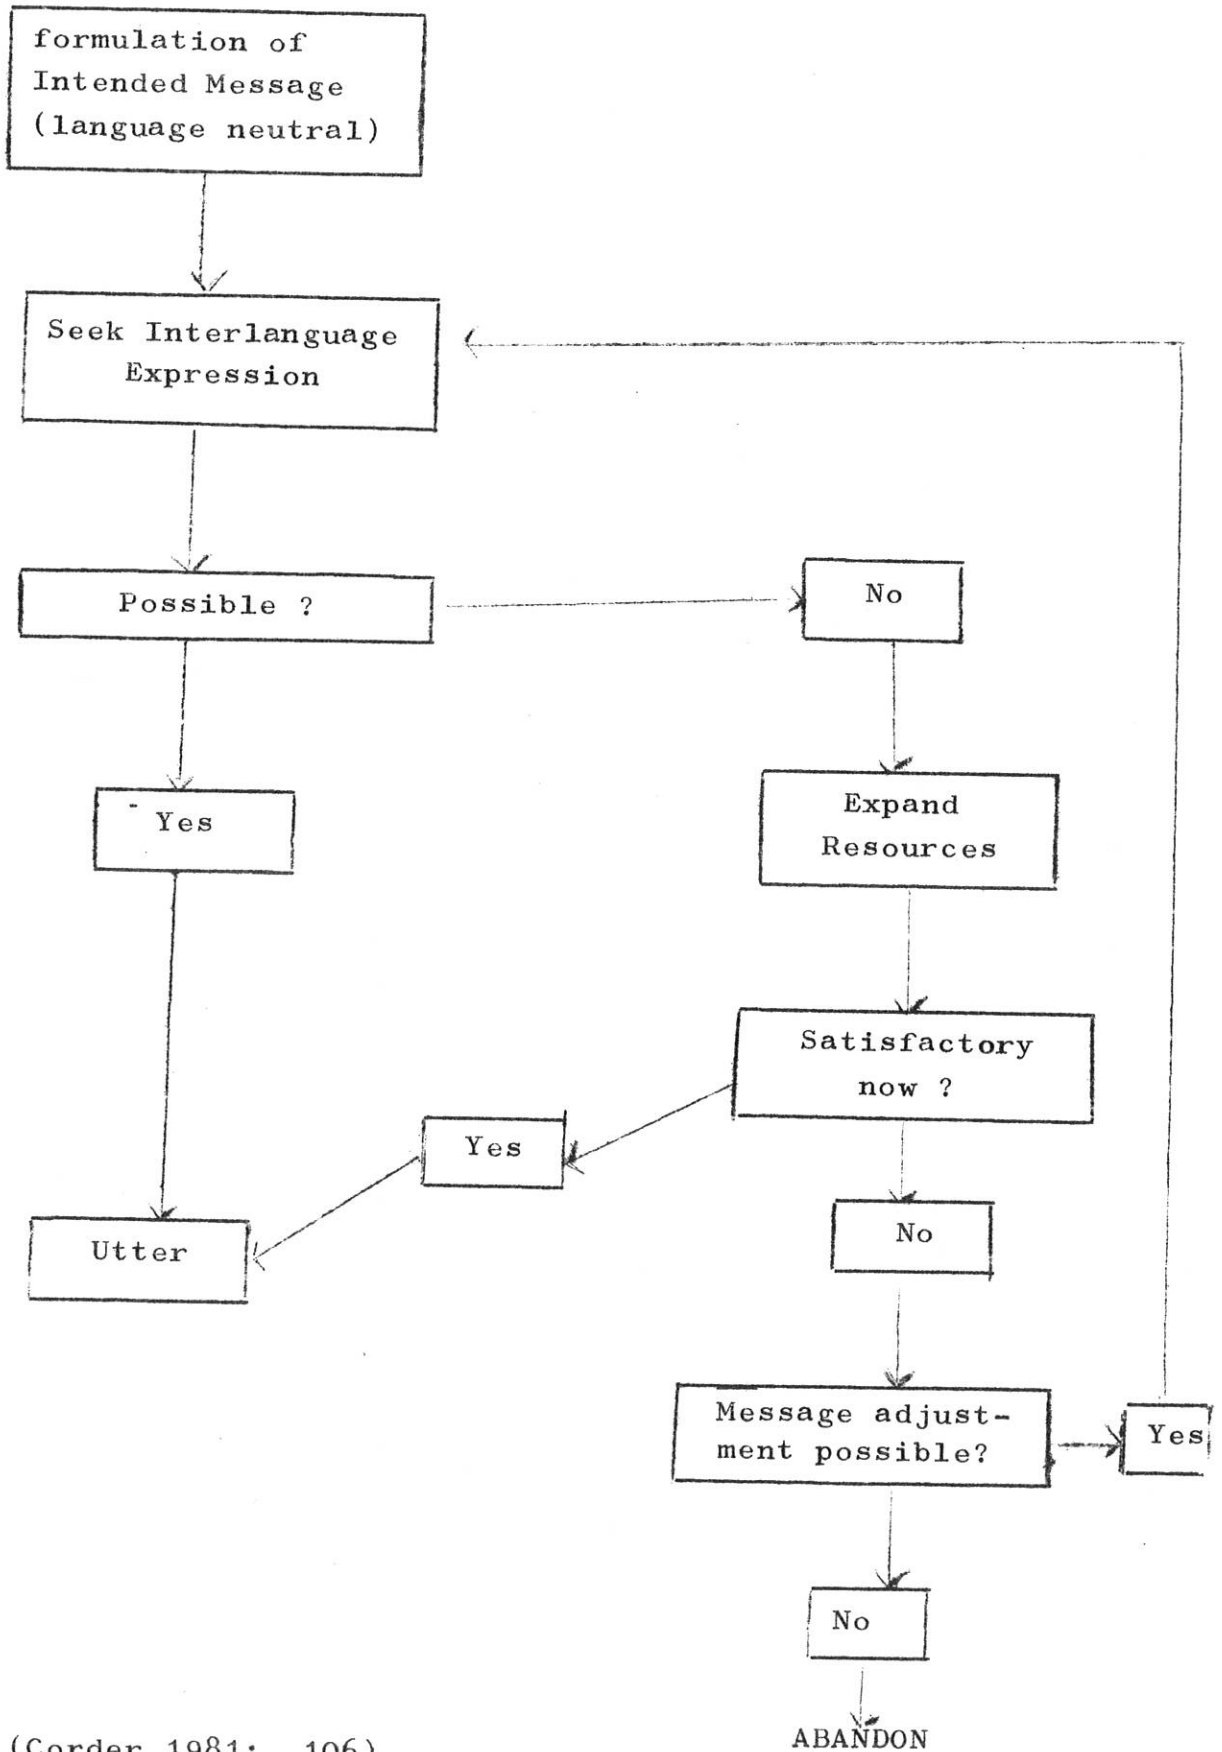 formulation of
Intended Message
(language neutral)
Seek Interlanguage
Expression
Possible ?
No
Yes
Expand
Resources
Satisfactory
now ?
Yes
No
Utter
Message adjust-
ment possible?
Yes
No
ABANDON
(Corder 1981: 106)